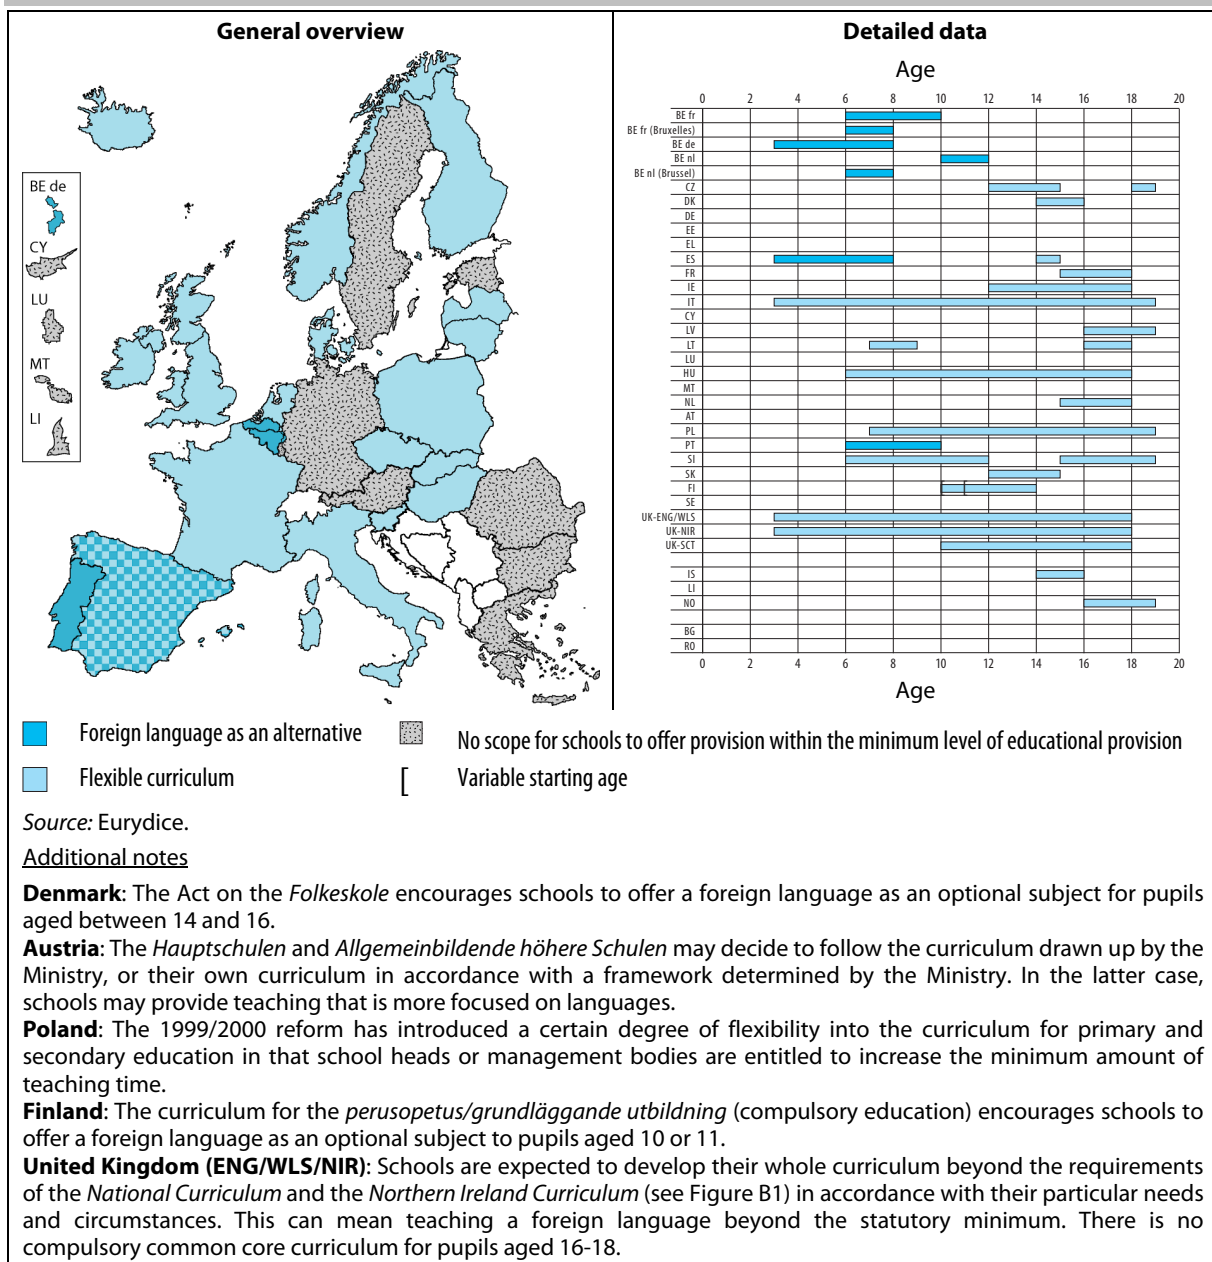 General overview
BE de
CY
LU
MT
LI
Detailed data
Age
0 2 4 6 8 10 12 14 16 18 20
BE fr
BE fr (Bruxelles)
BE de
BE nl
BE nl (Brussel)
CZ
DK
DE
EE
EL
ES
FR
IE
IT
CY
LV
LT
LU
HU
MT
NL
AT
PL
PT
SI
SK
FI
SE
UK-ENG/WLS
UK-NIR
UK-SCT
IS
LI
NO
BG
RO
0 2 4 6 8 10 12 14 16 18 20
Age
Foreign language as an alternative
No scope for schools to offer provision within the minimum level of educational provision
Flexible curriculum
[ Variable starting age
Source: Eurydice.
Additional notes
Denmark: The Act on the Folkeskole encourages schools to offer a foreign language as an optional subject for pupils
aged between 14 and 16.
Austria: The Hauptschulen and Allgemeinbildende höhere Schulen may decide to follow the curriculum drawn up by the
Ministry, or their own curriculum in accordance with a framework determined by the Ministry. In the latter case,
schools may provide teaching that is more focused on languages.
Poland: The 1999/2000 reform has introduced a certain degree of flexibility into the curriculum for primary and
secondary education in that school heads or management bodies are entitled to increase the minimum amount of
teaching time.
Finland: The curriculum for the perusopetus/grundläggande utbildning (compulsory education) encourages schools to
offer a foreign language as an optional subject to pupils aged 10 or 11.
United Kingdom (ENG/WLS/NIR): Schools are expected to develop their whole curriculum beyond the requirements
of the National Curriculum and the Northern Ireland Curriculum (see Figure B1) in accordance with their particular needs
and circumstances. This can mean teaching a foreign language beyond the statutory minimum. There is no
compulsory common core curriculum for pupils aged 16-18.